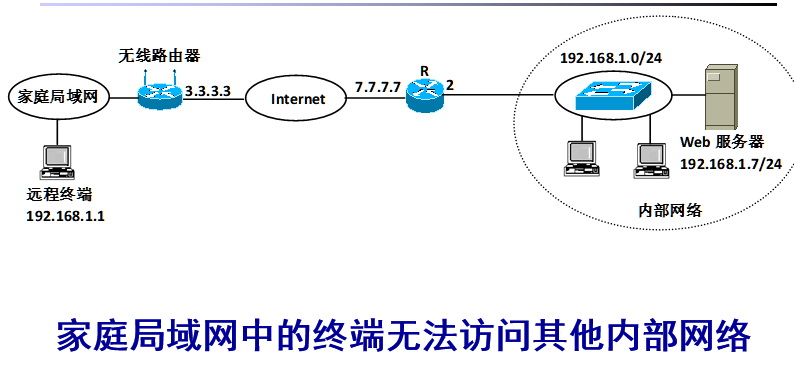 无线路由器
R
192.168.1.0/24
家庭局域网
3.3.3.3
Internet
7.7.7.7
2
Web 服务器
192.168.1.7/24
远程终端
192.168.1.1
内部网络
家庭局域网中的终端无法访问其他内部网络